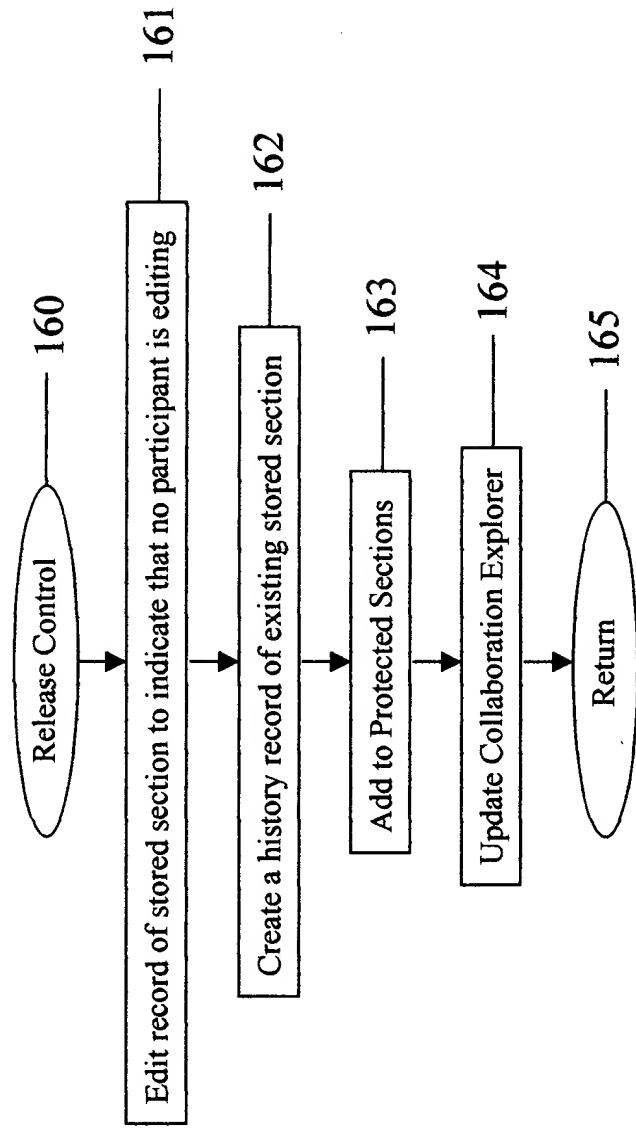 Release Control
160
Edit record of stored section to indicate that no participant is editing
161
Create a history record of existing stored section
162
Add to Protected Sections
163
Update Collaboration Explorer
164
Return
165